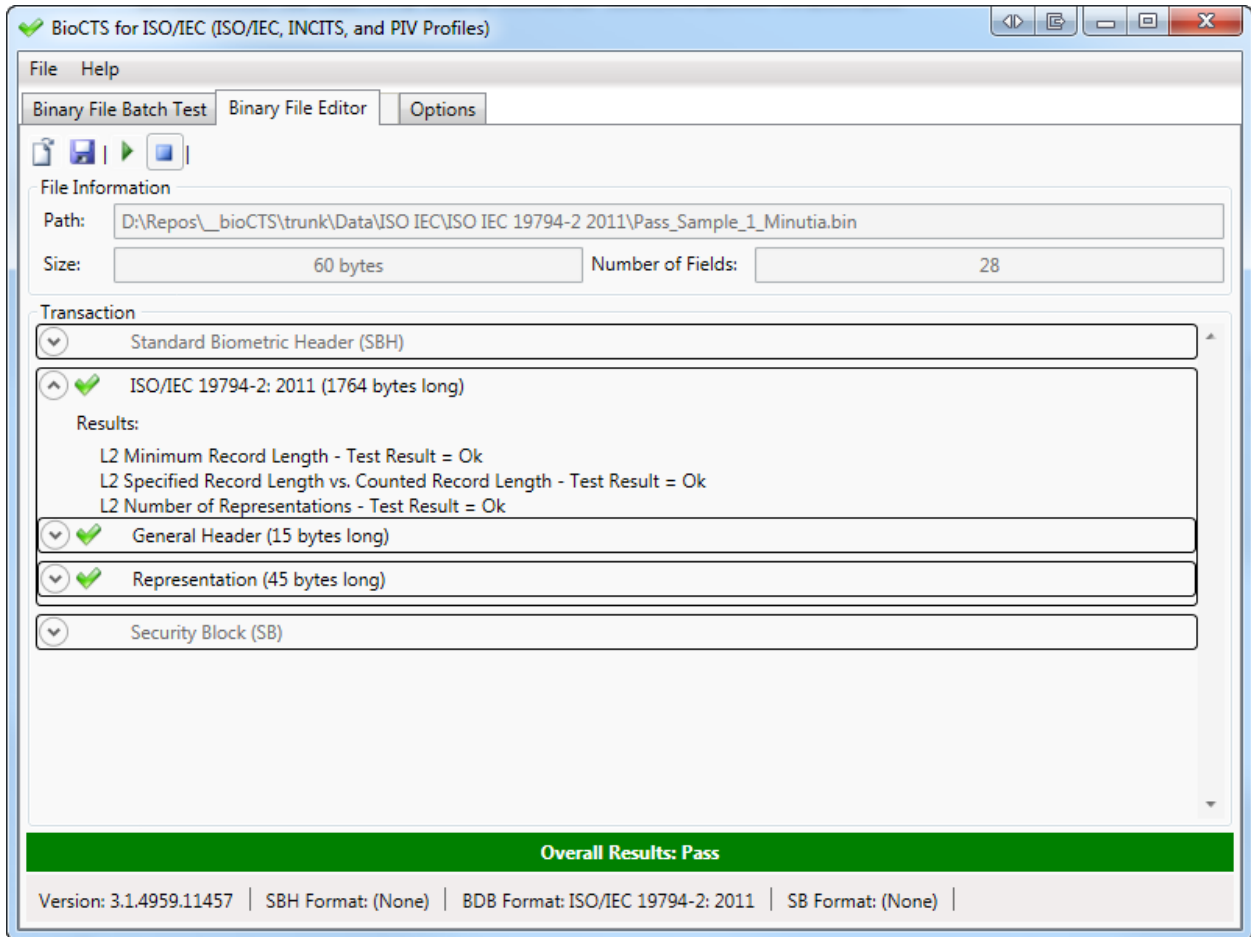 BioCTS for ISO/IEC (ISO/IEC, INCITS, and PIV Profiles)
File Help
Binary File Batch Test Binary File Editor Options
File Information
Path: D:\Repos\__bioCTS\trunk\Data\ISO IEC\ISO IEC 19794-2 2011\Pass_Sample_1_Minutia.bin
Size: 60 bytes Number of Fields: 28
Transaction
Standard Biometric Header (SBH)
ISO/IEC 19794-2: 2011 (1764 bytes long)
Results:
L2 Minimum Record Length - Test Result = Ok
L2 Specified Record Length vs. Counted Record Length - Test Result = Ok
L2 Number of Representations - Test Result = Ok
General Header (15 bytes long)
Representation (45 bytes long)
Security Block (SB)
Overall Results: Pass
Version: 3.1.4959.11457 | SBH Format: (None) | BDB Format: ISO/IEC 19794-2: 2011 | SB Format: (None) |